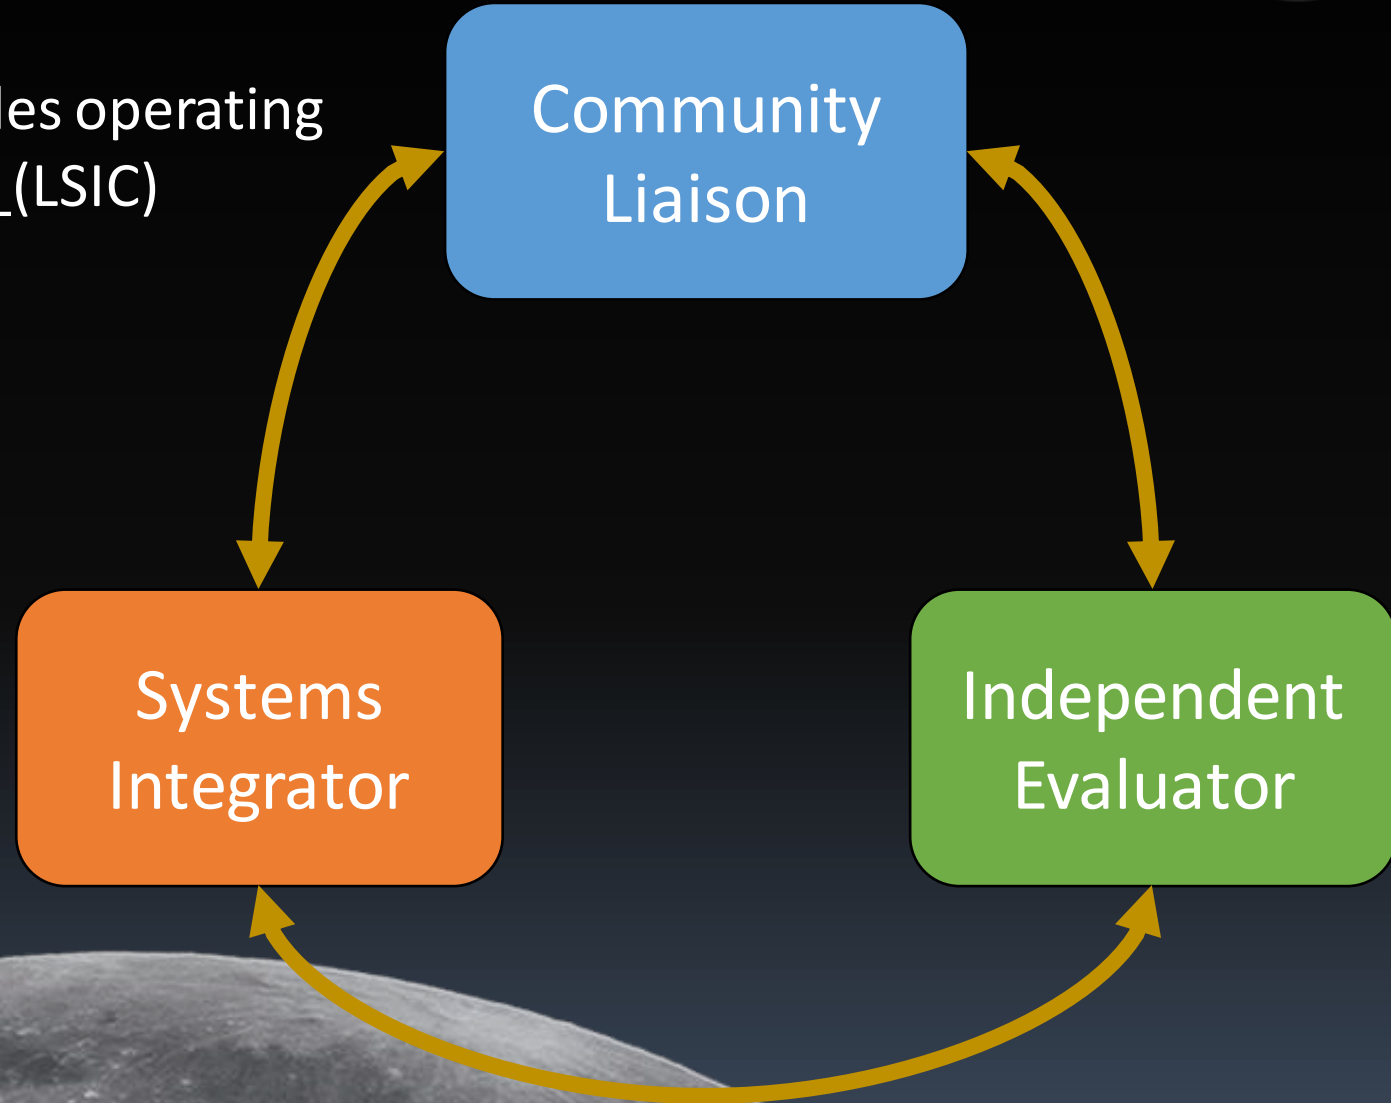 les operating
_(LSIC)
Community
Liaison
Systems
Integrator
Independent
Evaluator